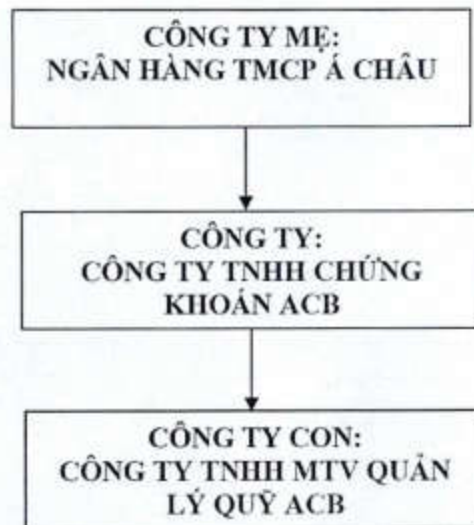 CÔNG TY MẸ:
NGÂN HÀNG TMCP Á CHÂU
CÔNG TY:
CÔNG TY TNHH CHỨNG
KHOÁN ACB
CÔNG TY CON:
CÔNG TY TNHH MTV QUẢN
LÝ QUỸ ACB